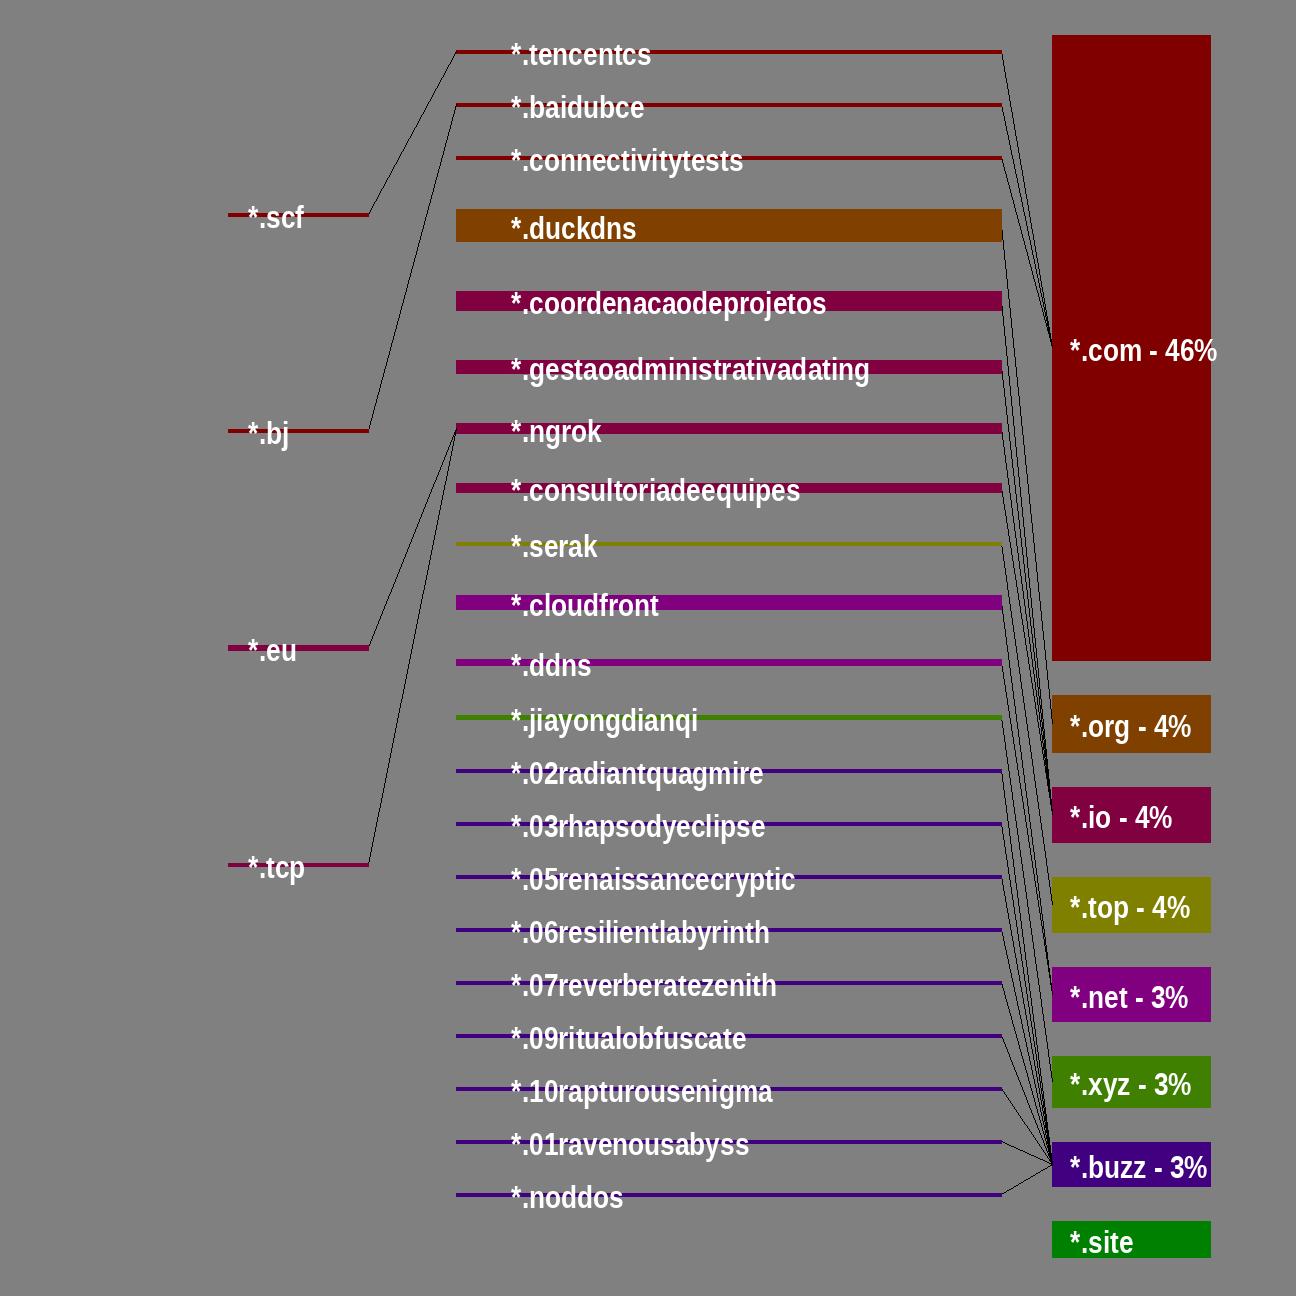 *.scf
*.bj
*.eu
*.tcp
*.tencentcs
*.baidubce
*.connectivitytests
*.duckdns
*.coordenacaodeprojetos
*.gestaoadministrativadating
*.ngrok
*.consultoriadeequipes
*.serak
*.cloudfront
*.ddns
*.jiayongdianqi
*.02radiantquagmire
*.03rhapsodyeclipse
*.05renaissancecryptic
*.06resilientlabyrinth
*.07reverberatezenith
*.09ritualobfuscate
*.10rapturousenigma
*.01ravenousabyss
*.noddos
*.com - 46%
*.org - 4%
*.io - 4%
*.top - 4%
*.net - 3%
*.xyz - 3%
*.buzz - 3%
*.site